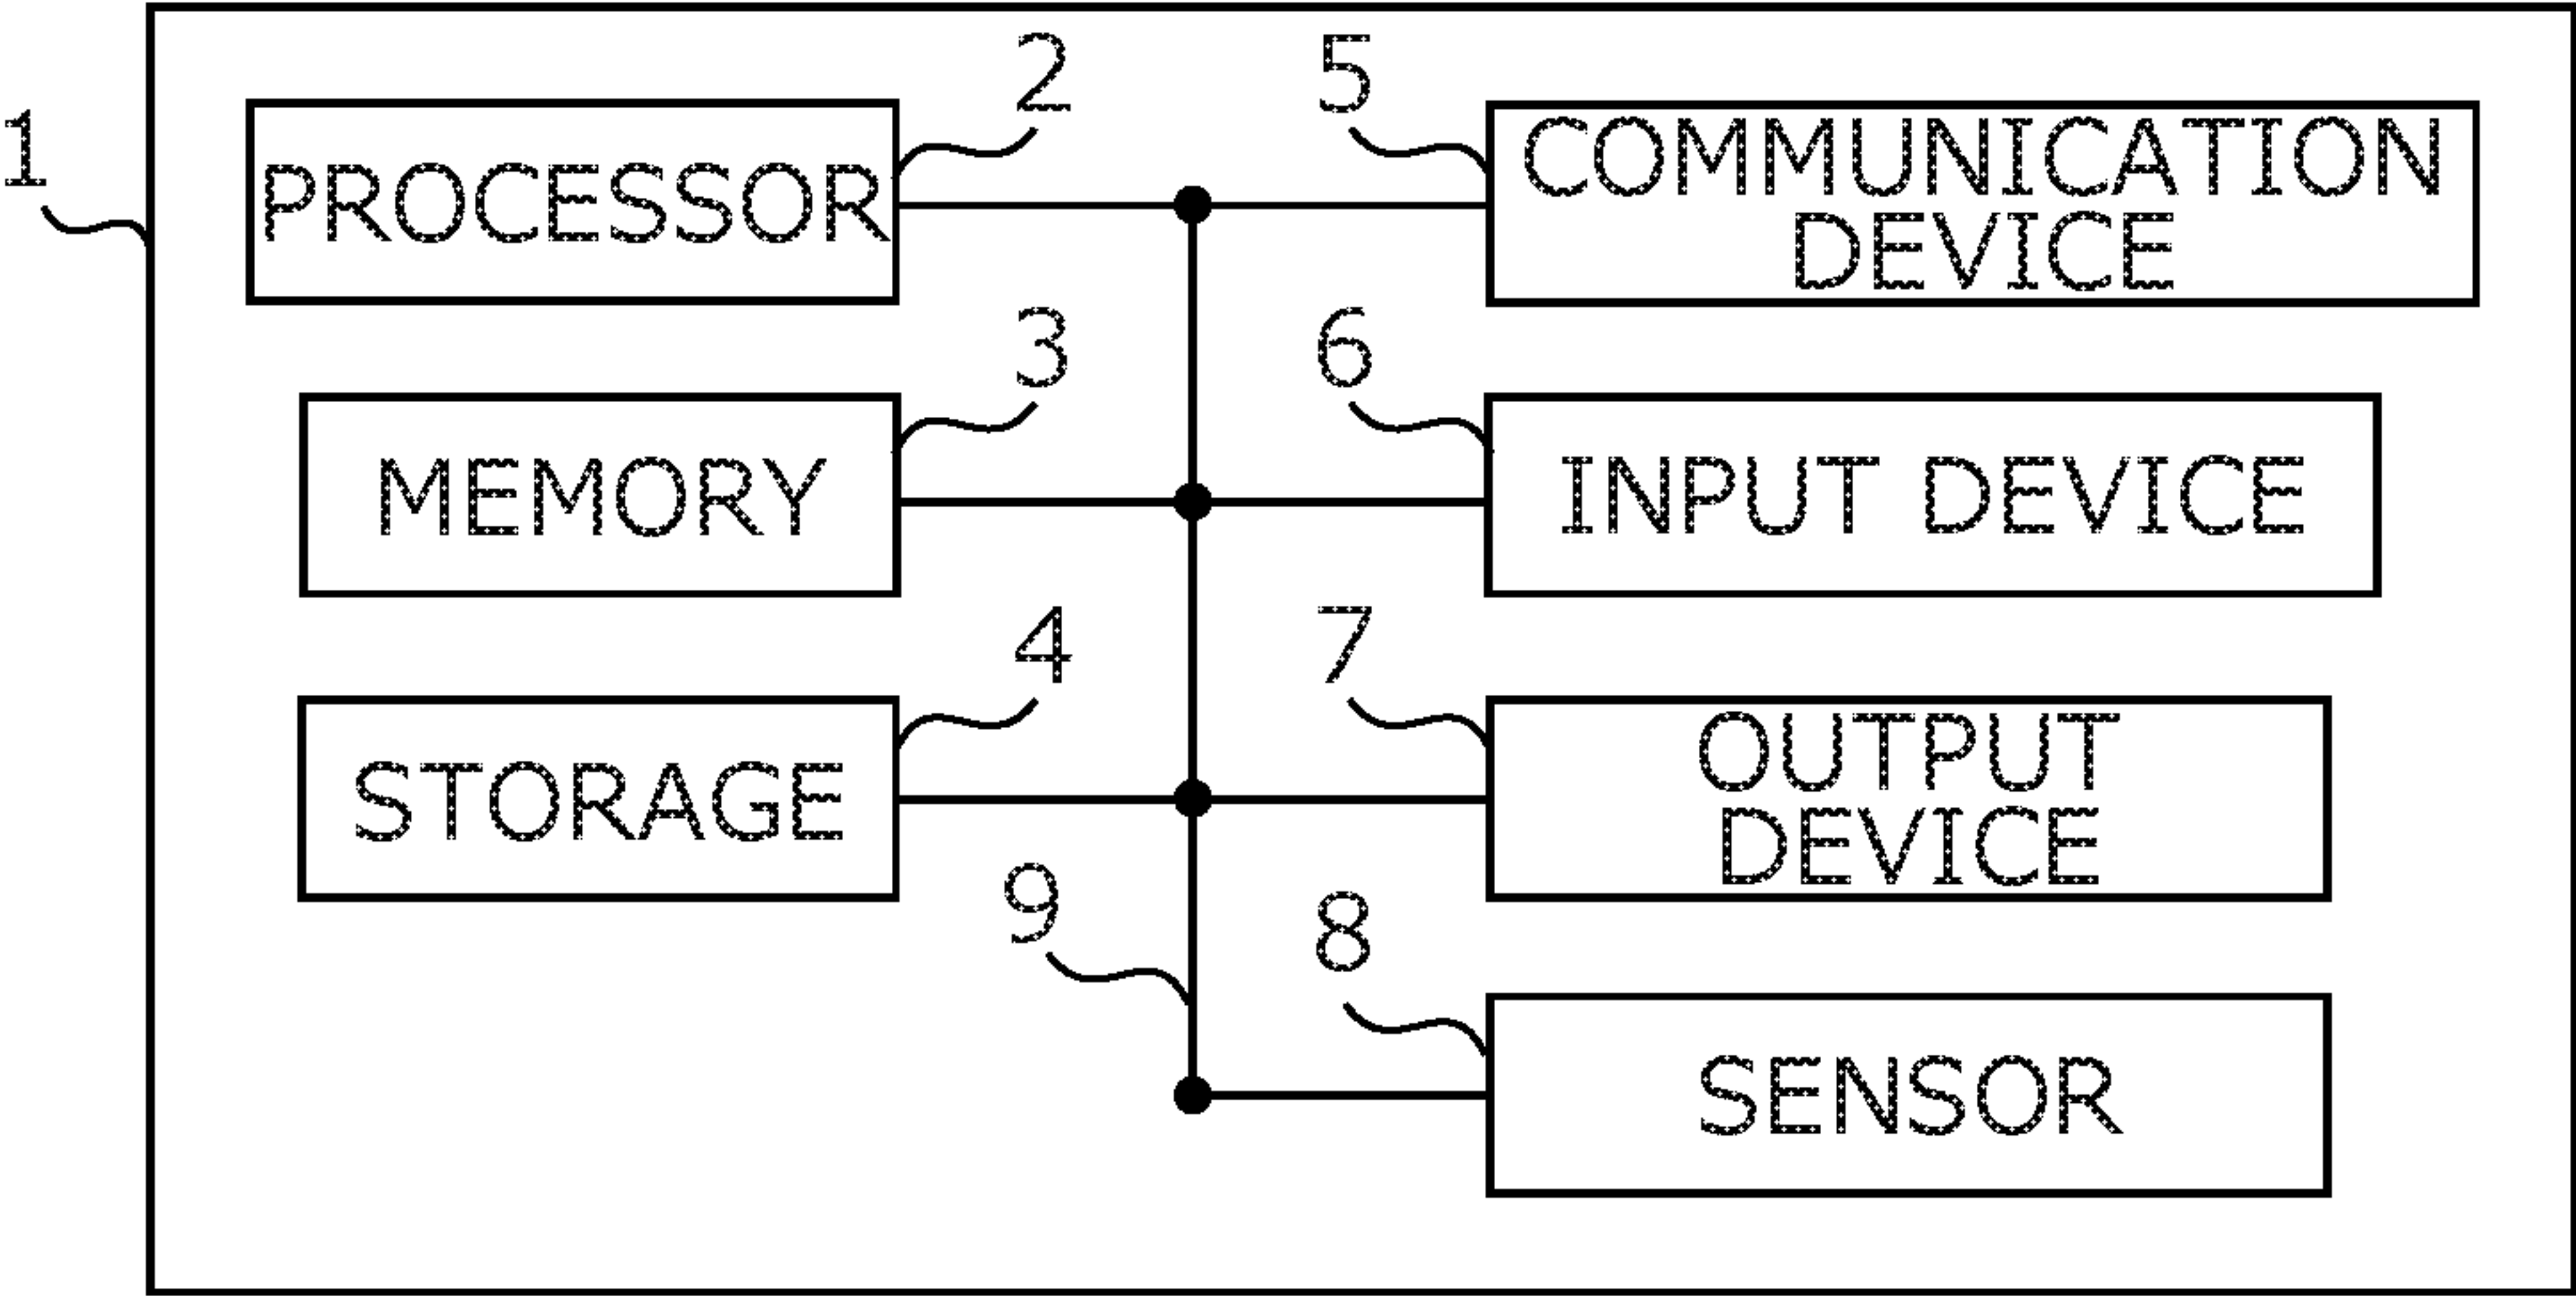 1
2
PROCESSOR
5
COMMUNICATION
DEVICE
3
MEMORY
6
INPUT DEVICE
4
STORAGE
7
OUTPUT
DEVICE
9
8
SENSOR